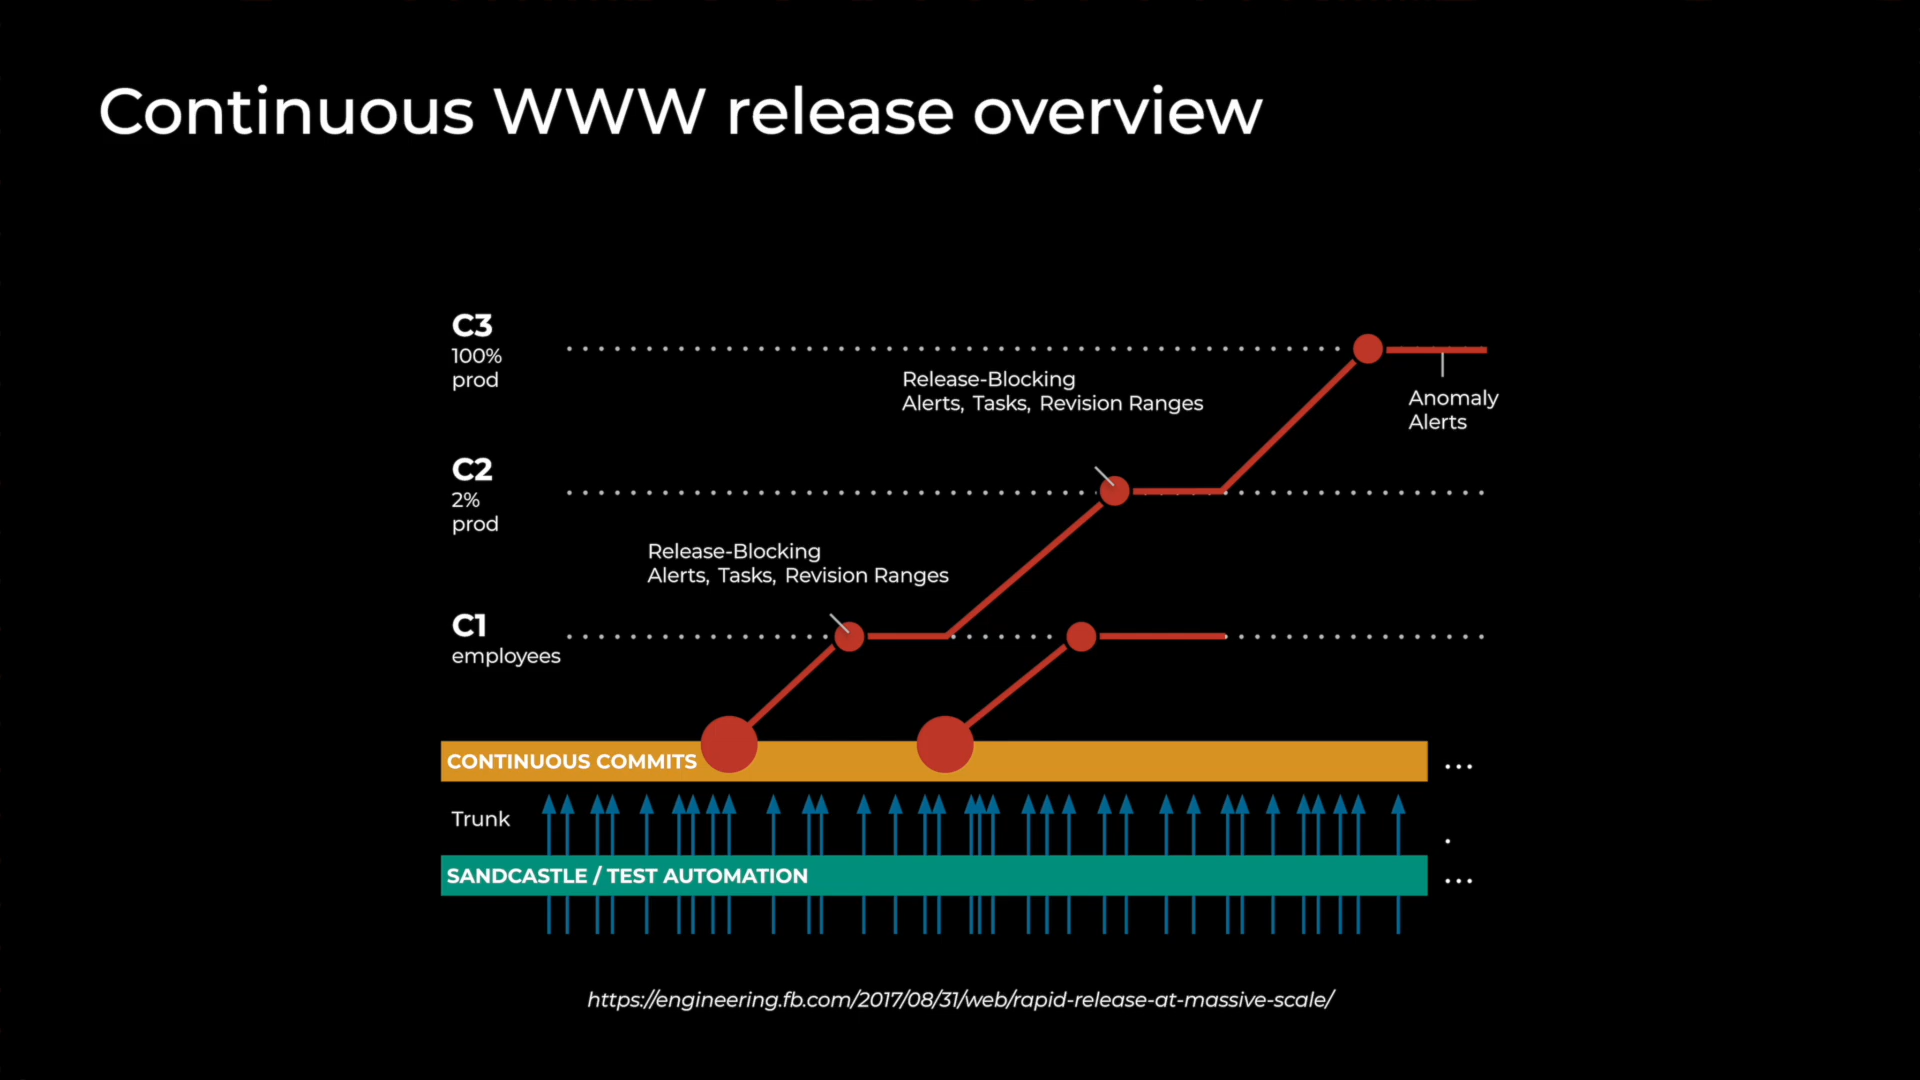 Continuous WWW release overview
C3
100%
prod
Release-Blocking
Alerts, Tasks, Revision Ranges
Anomaly
Alerts
C2
2%
prod
Release-Blocking
Alerts, Tasks, Revision Ranges
C1
employees
CONTINUOUS COMMITS
...
Trunk
.
SANDCASTLE / TEST AUTOMATION
...
https://engineering.fb.com/2017/08/31/web/rapid-release-at-massive-scale/